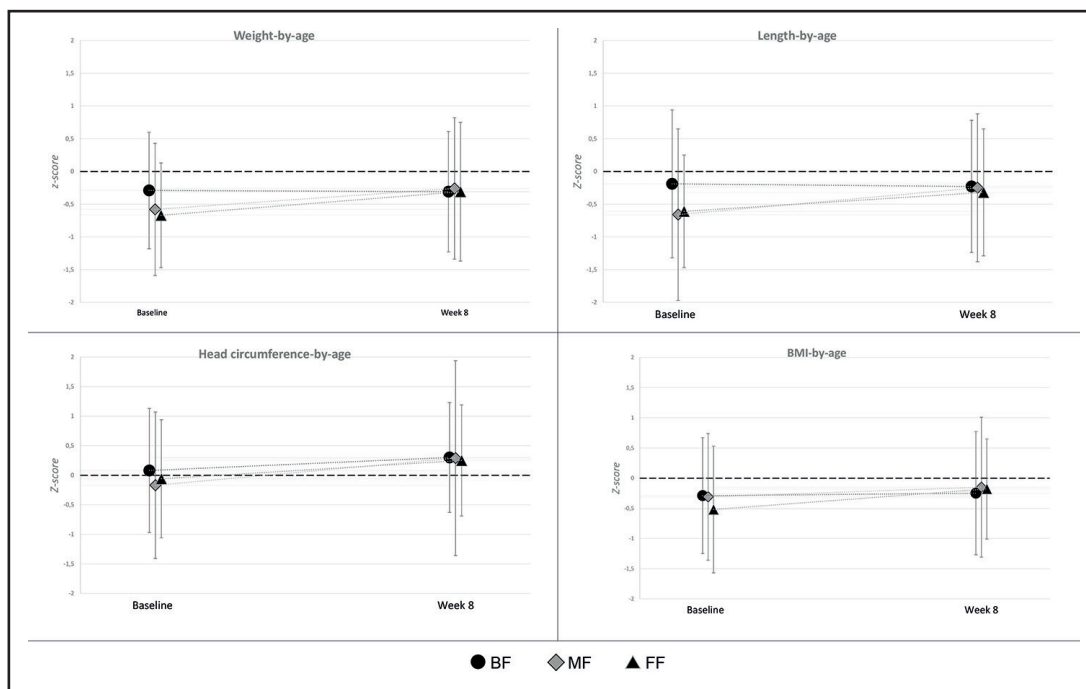 Weight-by-age
2
1,5
1
0,5
0
-0,5
-1
-1,5
-2
z-score
Baseline
Week 8
Length-by-age
2
1,5
1
0,5
0
-0,5
-1
-1,5
-2
Z-score
Baseline
Week 8
Head circumference-by-age
2
1,5
1
0,5
0
-0,5
-1
-1,5
-2
Z-score
Baseline
Week 8
BMI-by-age
2
1,5
1
0,5
0
-0,5
-1
-1,5
-2
Z-score
Baseline
Week 8
BF MF FF